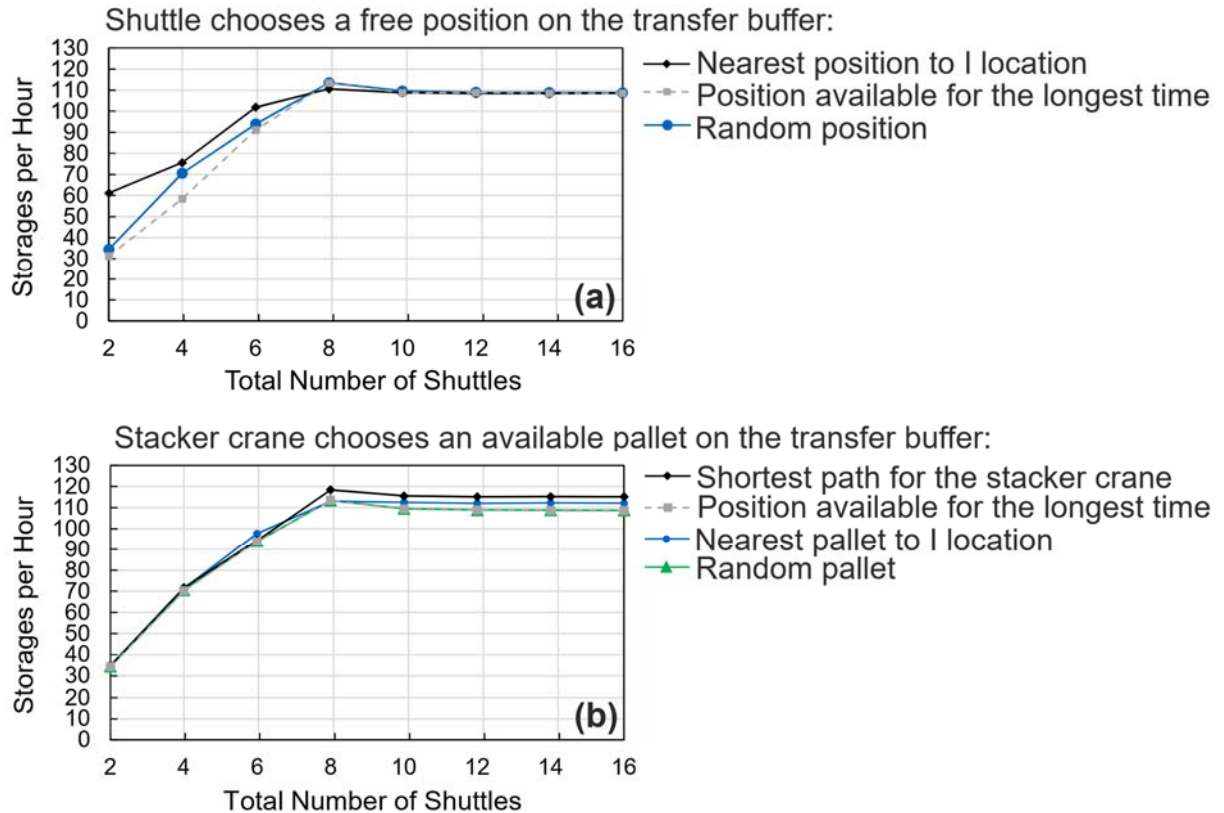 Shuttle chooses a free position on the transfer buffer:
130
120
110
100
90
80
70
60
50
40
30
20
10
0
Storages per Hour
2 4 6 8 10 12 14 16
Total Number of Shuttles
(a)
Nearest position to I location
Position available for the longest time
Random position
Stacker crane chooses an available pallet on the transfer buffer:
130
120
110
100
90
80
70
60
50
40
30
20
10
0
Storages per Hour
2 4 6 8 10 12 14 16
Total Number of Shuttles
(b)
Shortest path for the stacker crane
Position available for the longest time
Nearest pallet to I location
Random pallet